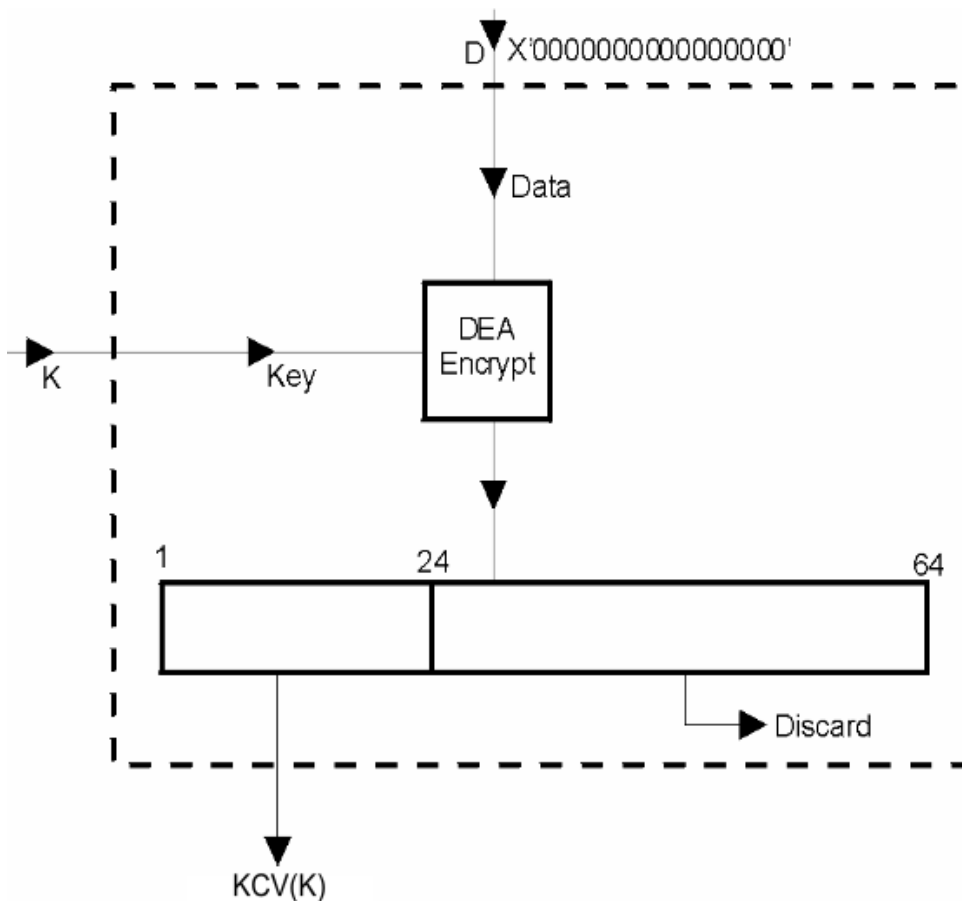 D X'0000000000000000'
Data
DEA
Encrypt
K
Key
1 24 64
Discard
KCV(K)